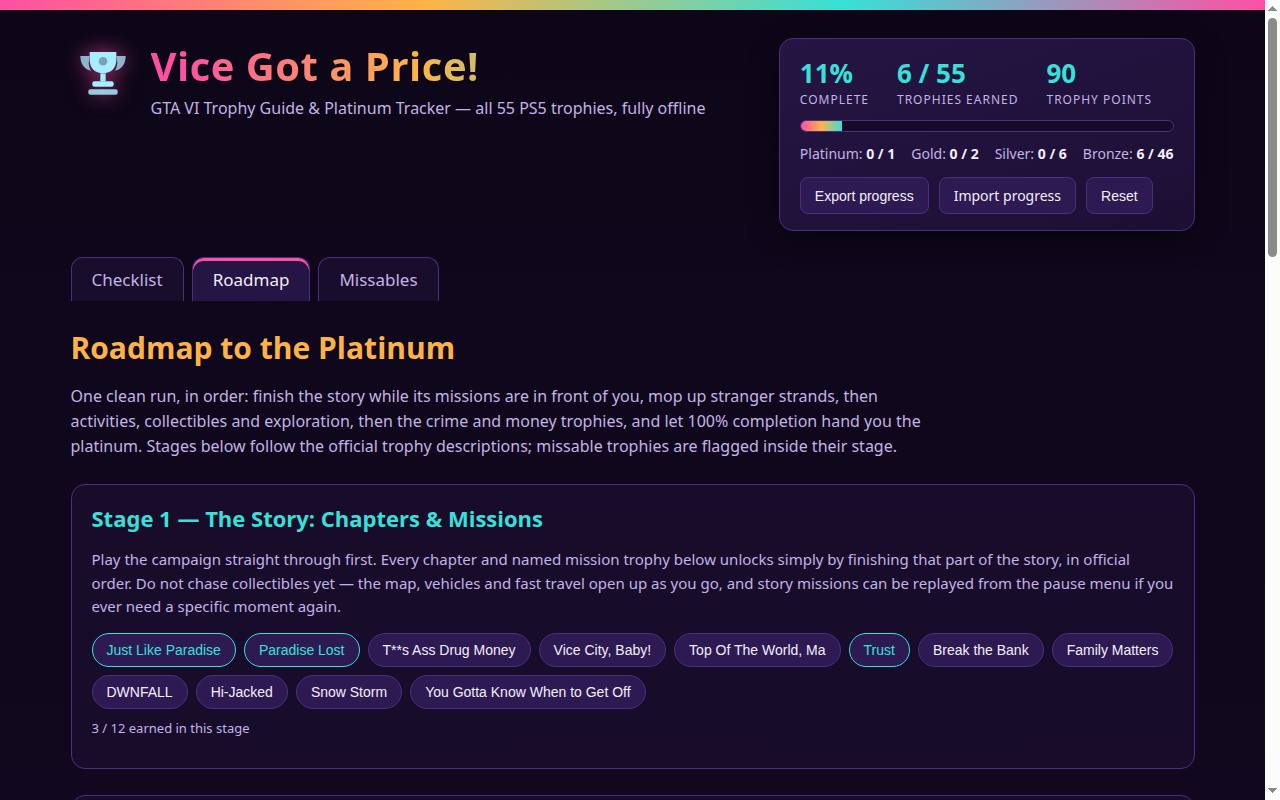 Vice Got a Price!
GTA VI Trophy Guide & Platinum Tracker — all 55 PS5 trophies, fully offline
11% 6 / 55 90
COMPLETE TROPHIES EARNED TROPHY POINTS
Platinum: 0 / 1 Gold: 0 / 2 Silver: 0 / 6 Bronze: 6 / 46
Export progress Import progress Reset
Checklist Roadmap Missables
Roadmap to the Platinum
One clean run, in order: finish the story while its missions are in front of you, mop up stranger strands, then
activities, collectibles and exploration, then the crime and money trophies, and let 100% completion hand you the
platinum. Stages below follow the official trophy descriptions; missable trophies are flagged inside their stage.
Stage 1 — The Story: Chapters & Missions
Play the campaign straight through first. Every chapter and named mission trophy below unlocks simply by finishing that part of the story, in official
order. Do not chase collectibles yet — the map, vehicles and fast travel open up as you go, and story missions can be replayed from the pause menu if you
ever need a specific moment again.
Just Like Paradise Paradise Lost T**s Ass Drug Money Vice City, Baby! Top Of The World, Ma Trust Break the Bank Family Matters
DWNFALL Hi-Jacked Snow Storm You Gotta Know When to Get Off
3 / 12 earned in this stage